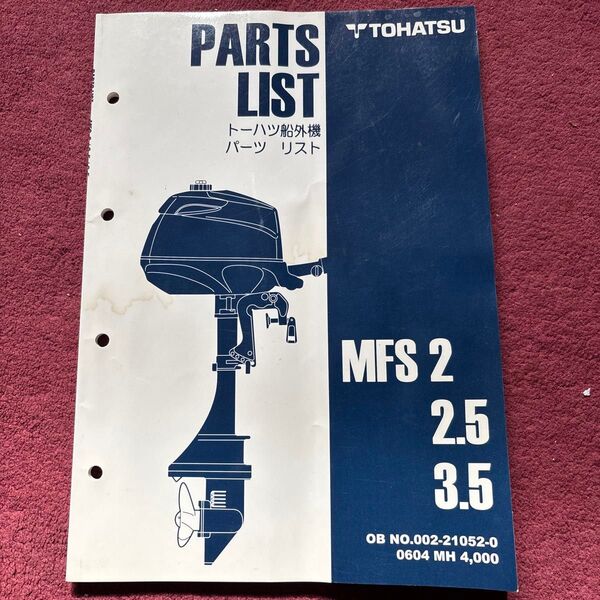 PARTS
LIST
トーハツ船外機
パーツ リスト
TOHATSU
MFS 2
2.5
3.5
OB NO.002-21052-0
0604 MH 4,000